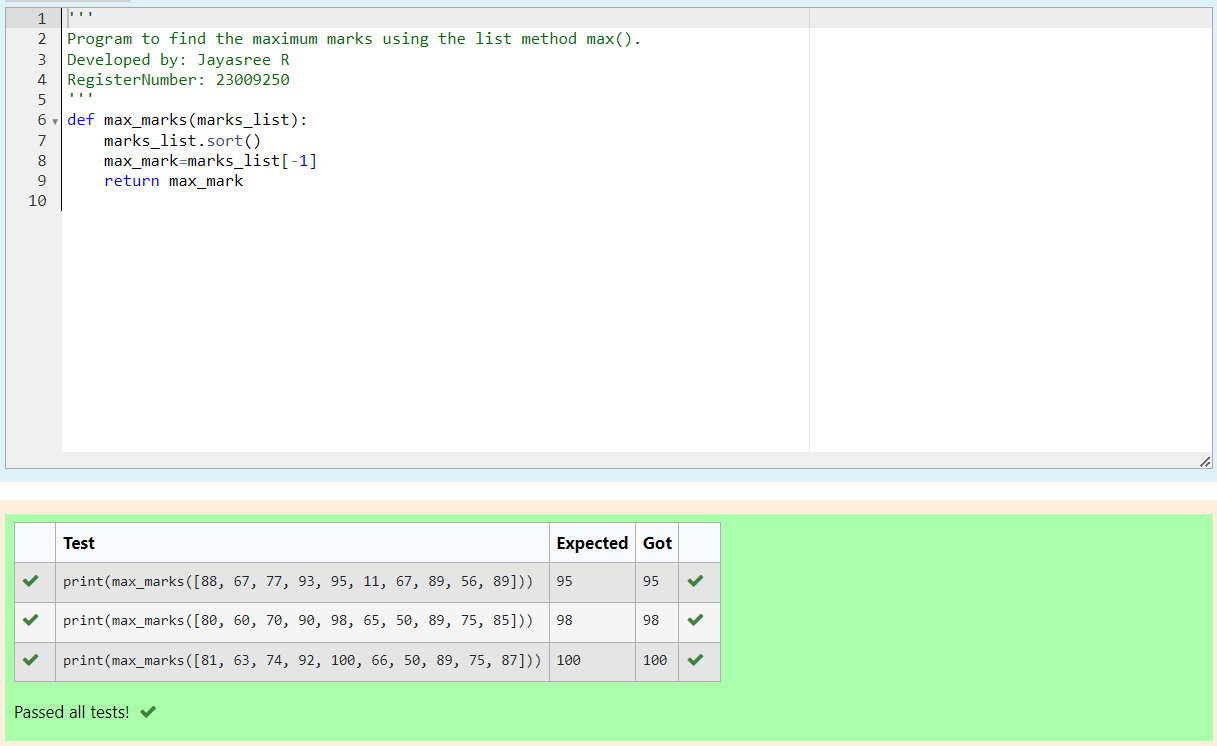 1 '''
2 Program to find the maximum marks using the list method max().
3 Developed by: Jayasree R
4 RegisterNumber: 23009250
5 '''
6 def max_marks(marks_list):
7     marks_list.sort()
8     max_mark=marks_list[-1]
9     return max_mark
10
Test Expected Got
print(max_marks([88, 67, 77, 93, 95, 11, 67, 89, 56, 89])) 95 95
print(max_marks([80, 60, 70, 90, 98, 65, 50, 89, 75, 85])) 98 98
print(max_marks([81, 63, 74, 92, 100, 66, 50, 89, 75, 87])) 100 100
Passed all tests!